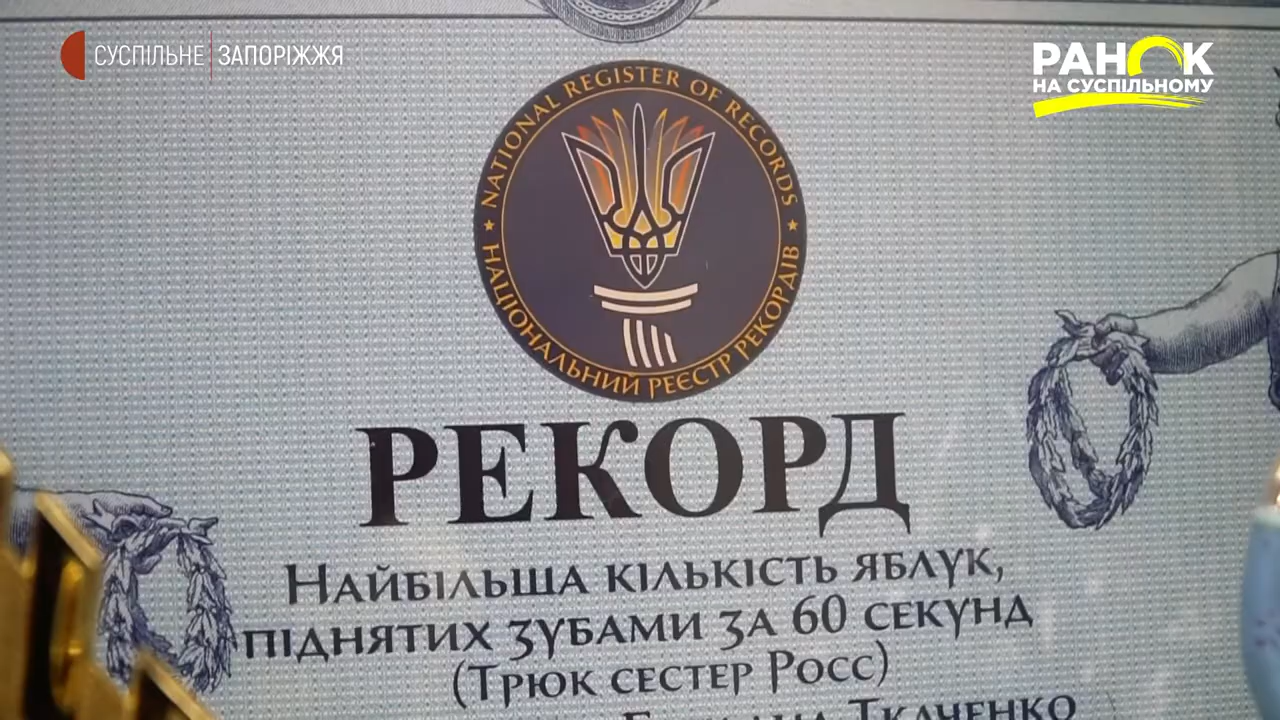 СУСПІЛЬНЕ ЗАПОРІЖЖЯ
РАНОК
НА СУСПІЛЬНОМУ
NATIONAL REGISTER OF RECORDS
НАЦІОНАЛЬНИЙ РЕЄСТР РЕКОРДІВ
РЕКОРД
НАЙБІЛЬША КІЛЬКІСТЬ ЯБЛУК,
ПІДНЯТИХ ЗУБАМИ ЗА 60 СЕКУНД
(ТРЮК СЕСТЕР РОСС)
ТКАЧЕНКО